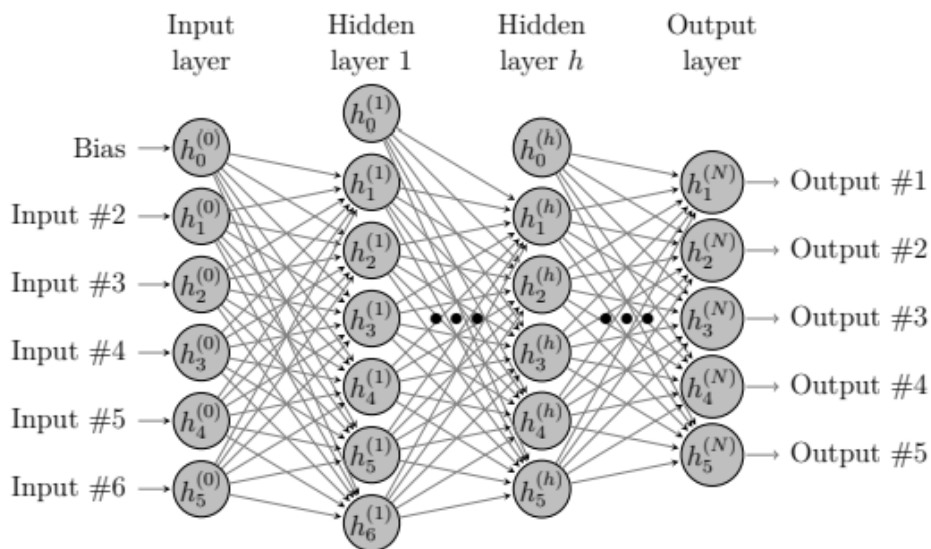 Input
layer
Hidden
layer 1
Hidden
layer h
Output
layer
Bias
Input #2
Input #3
Input #4
Input #5
Input #6
h_0^{(0)}
h_1^{(0)}
h_2^{(0)}
h_3^{(0)}
h_4^{(0)}
h_5^{(0)}
h_0^{(1)}
h_1^{(1)}
h_2^{(1)}
h_3^{(1)}
h_4^{(1)}
h_5^{(1)}
h_6^{(1)}
h_0^{(h)}
h_1^{(h)}
h_2^{(h)}
h_3^{(h)}
h_4^{(h)}
h_5^{(h)}
h_1^{(N)}
h_2^{(N)}
h_3^{(N)}
h_4^{(N)}
h_5^{(N)}
Output #1
Output #2
Output #3
Output #4
Output #5